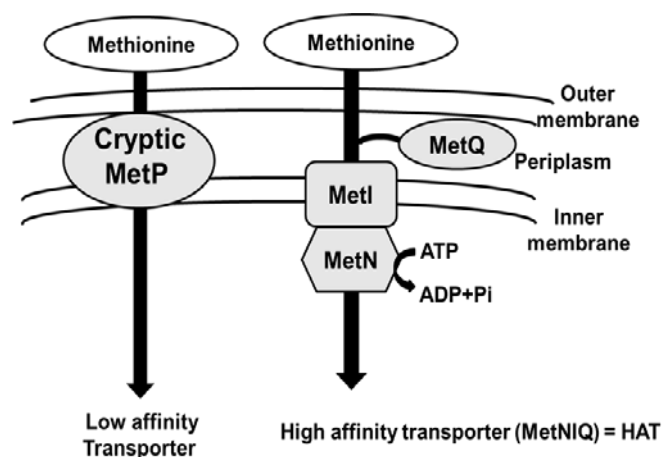 Methionine
Methionine
Outer
membrane
Cryptic
MetP
MetQ
Periplasm
MetI
Inner
membrane
MetN
ATP
ADP+Pi
Low affinity
Transporter
High affinity transporter (MetNIQ) = HAT